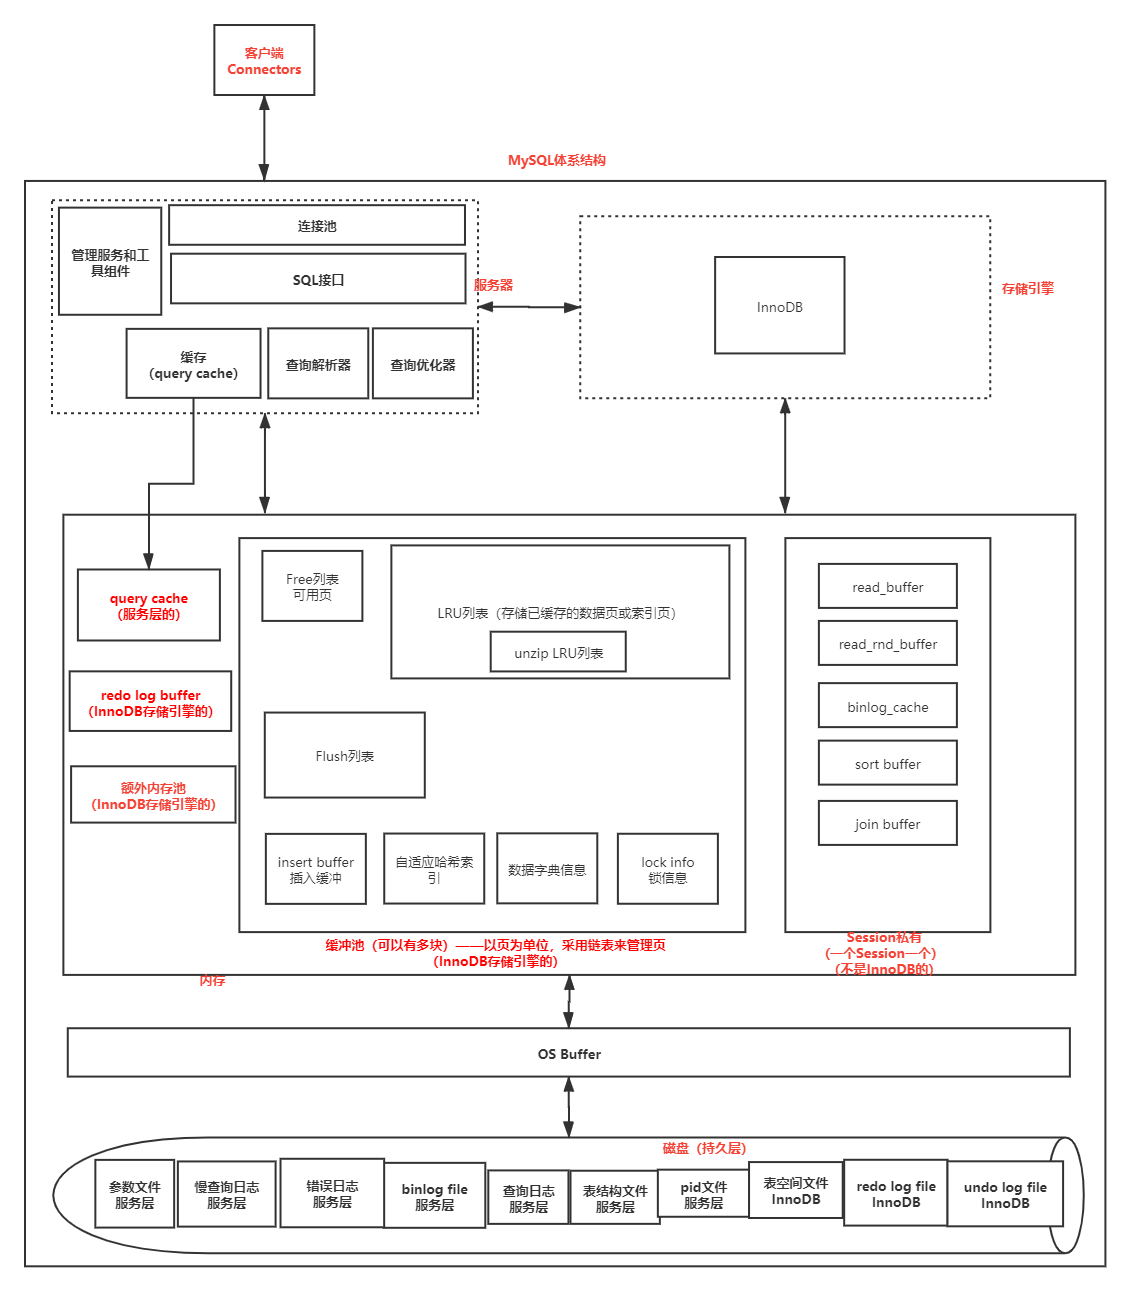 客户端
Connectors
MySQL体系结构
管理服务和工
具组件
连接池
SQL接口
服务器
缓存
（query cache）
查询解析器
查询优化器
InnoDB
存储引擎
query cache
（服务层的）
redo log buffer
（InnoDB存储引擎的）
额外内存池
（InnoDB存储引擎的）
Free列表
可用页
LRU列表（存储已缓存的数据页或索引页）
unzip LRU列表
Flush列表
insert buffer
插入缓冲
自适应哈希索
引
数据字典信息
lock info
锁信息
缓冲池（可以有多块）——以页为单位，采用链表来管理页
（InnoDB存储引擎的）
read_buffer
read_rnd_buffer
binlog_cache
sort buffer
join buffer
Session私有
（一个Session一个）
（不是InnoDB的）
内存
OS Buffer
磁盘（持久层）
参数文件
服务层
慢查询日志
服务层
错误日志
服务层
binlog file
服务层
查询日志
服务层
表结构文件
服务层
pid文件
服务层
表空间文件
InnoDB
redo log file
InnoDB
undo log file
InnoDB